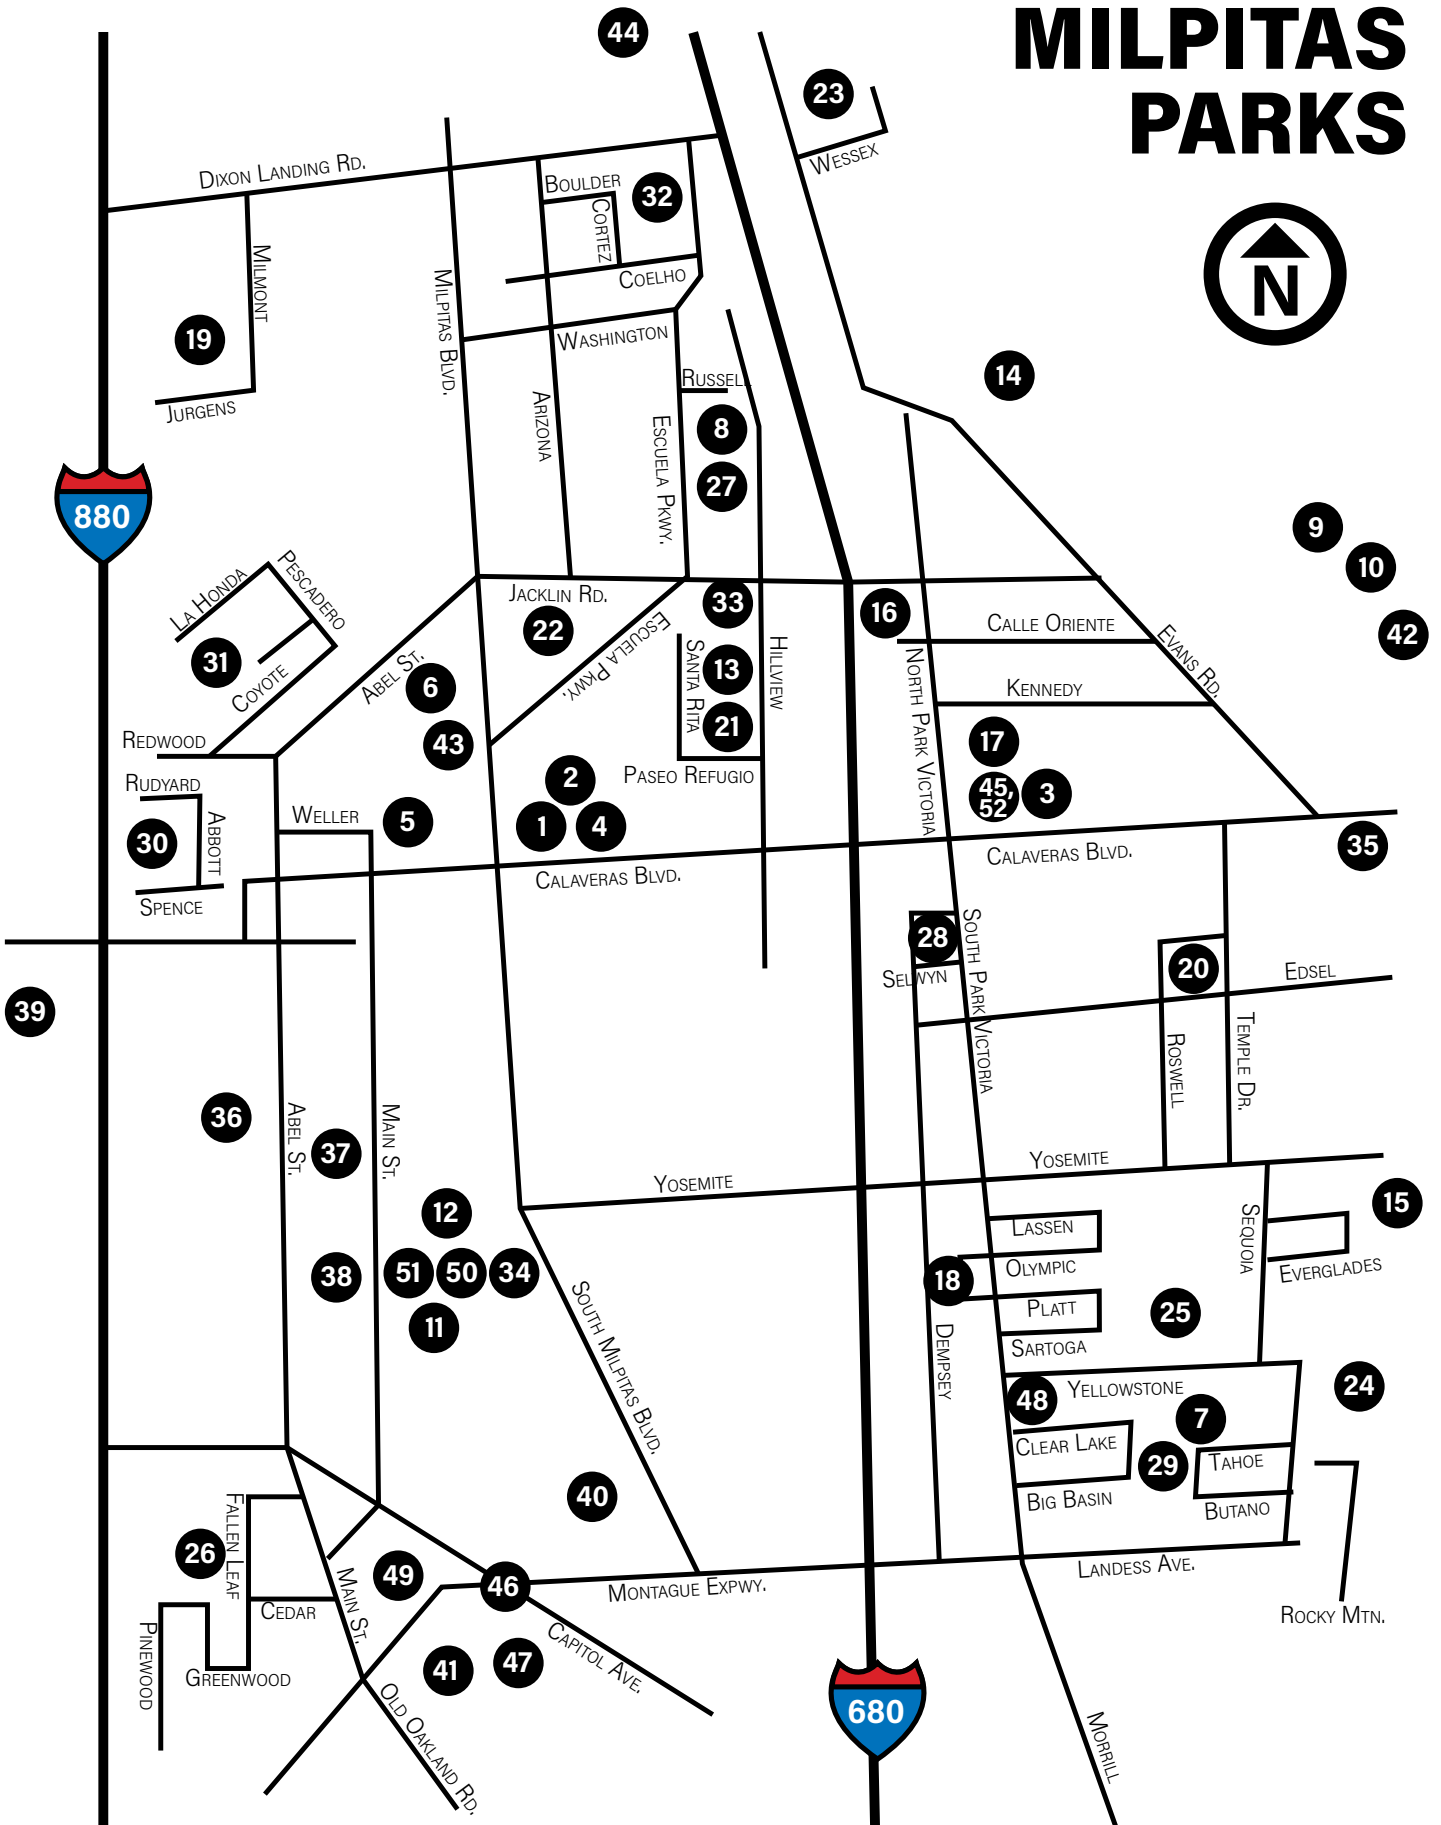 MILPITAS
PARKS
44
23
WESSEX
DIXON LANDING RD.
BOULDER
32
CORTEZ
COELHO
N
MILMONT
MILPITAS BLVD.
19
WASHINGTON
JURGENS
RUSSELL
14
ARIZONA
ESCUELA PKWY.
8
27
880
9
10
LA HONDA
PESCADERO
JACKLIN RD.
22
33
16
CALLE ORIENTE
42
EVANS RD.
31
COYOTE
ABEL ST.
6
ESCUELA PKWY.
SANTA RITA
13
HILLVIEW
NORTH PARK VICTORIA
KENNEDY
21
43
17
REDWOOD
PASEO REFUGIO
RUDYARD
2
45,
52
3
ABBOTT
WELLER
5
1
4
30
CALAVERAS BLVD.
35
CALAVERAS BLVD.
SPENCE
28
SELWYN
SOUTH PARK VICTORIA
20
EDSEL
39
ROSWELL
TEMPLE DR.
36
ABEL ST.
37
MAIN ST.
YOSEMITE
YOSEMITE
12
LASSEN
SEQUOIA
15
38
51
50
34
18
OLYMPIC
EVERGLADES
11
SOUTH MILPITAS BLVD.
PLATT
25
DEMPSEY
SARTOGA
48
YELLOWSTONE
24
7
CLEAR LAKE
29
TAHOE
40
BIG BASIN
BUTANO
FALLEN LEAF
26
49
46
MONTAGUE EXPWY.
LANDESS AVE.
CEDAR
MAIN ST.
ROCKY MTN.
PINEWOOD
GREENWOOD
41
47
CAPITOL AVE.
OLD OAKLAND RD.
680
MORRILL